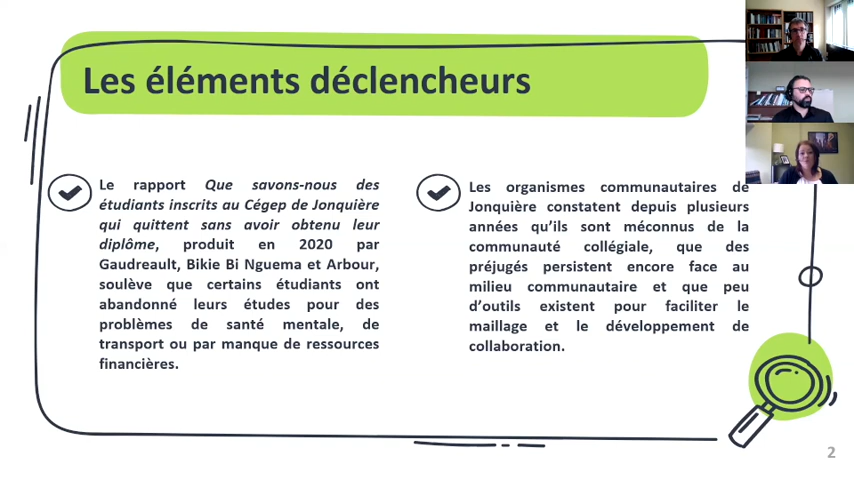 Les éléments déclencheurs
Le rapport Que savons-nous des
étudiants inscrits au Cégep de Jonquière
qui quittent sans avoir obtenu leur
diplôme, produit en 2020 par
Gaudreault, Bikie Bi Nguema et Arbour,
soulève que certains étudiants ont
abandonné leurs études pour des
problèmes de santé mentale, de
transport ou par manque de ressources
financières.
Les organismes communautaires de
Jonquière constatent depuis plusieurs
années qu'ils sont méconnus de la
communauté collégiale, que des
préjugés persistent encore face au
milieu communautaire et que peu
d'outils existent pour faciliter le
maillage et le développement de
collaboration.
2